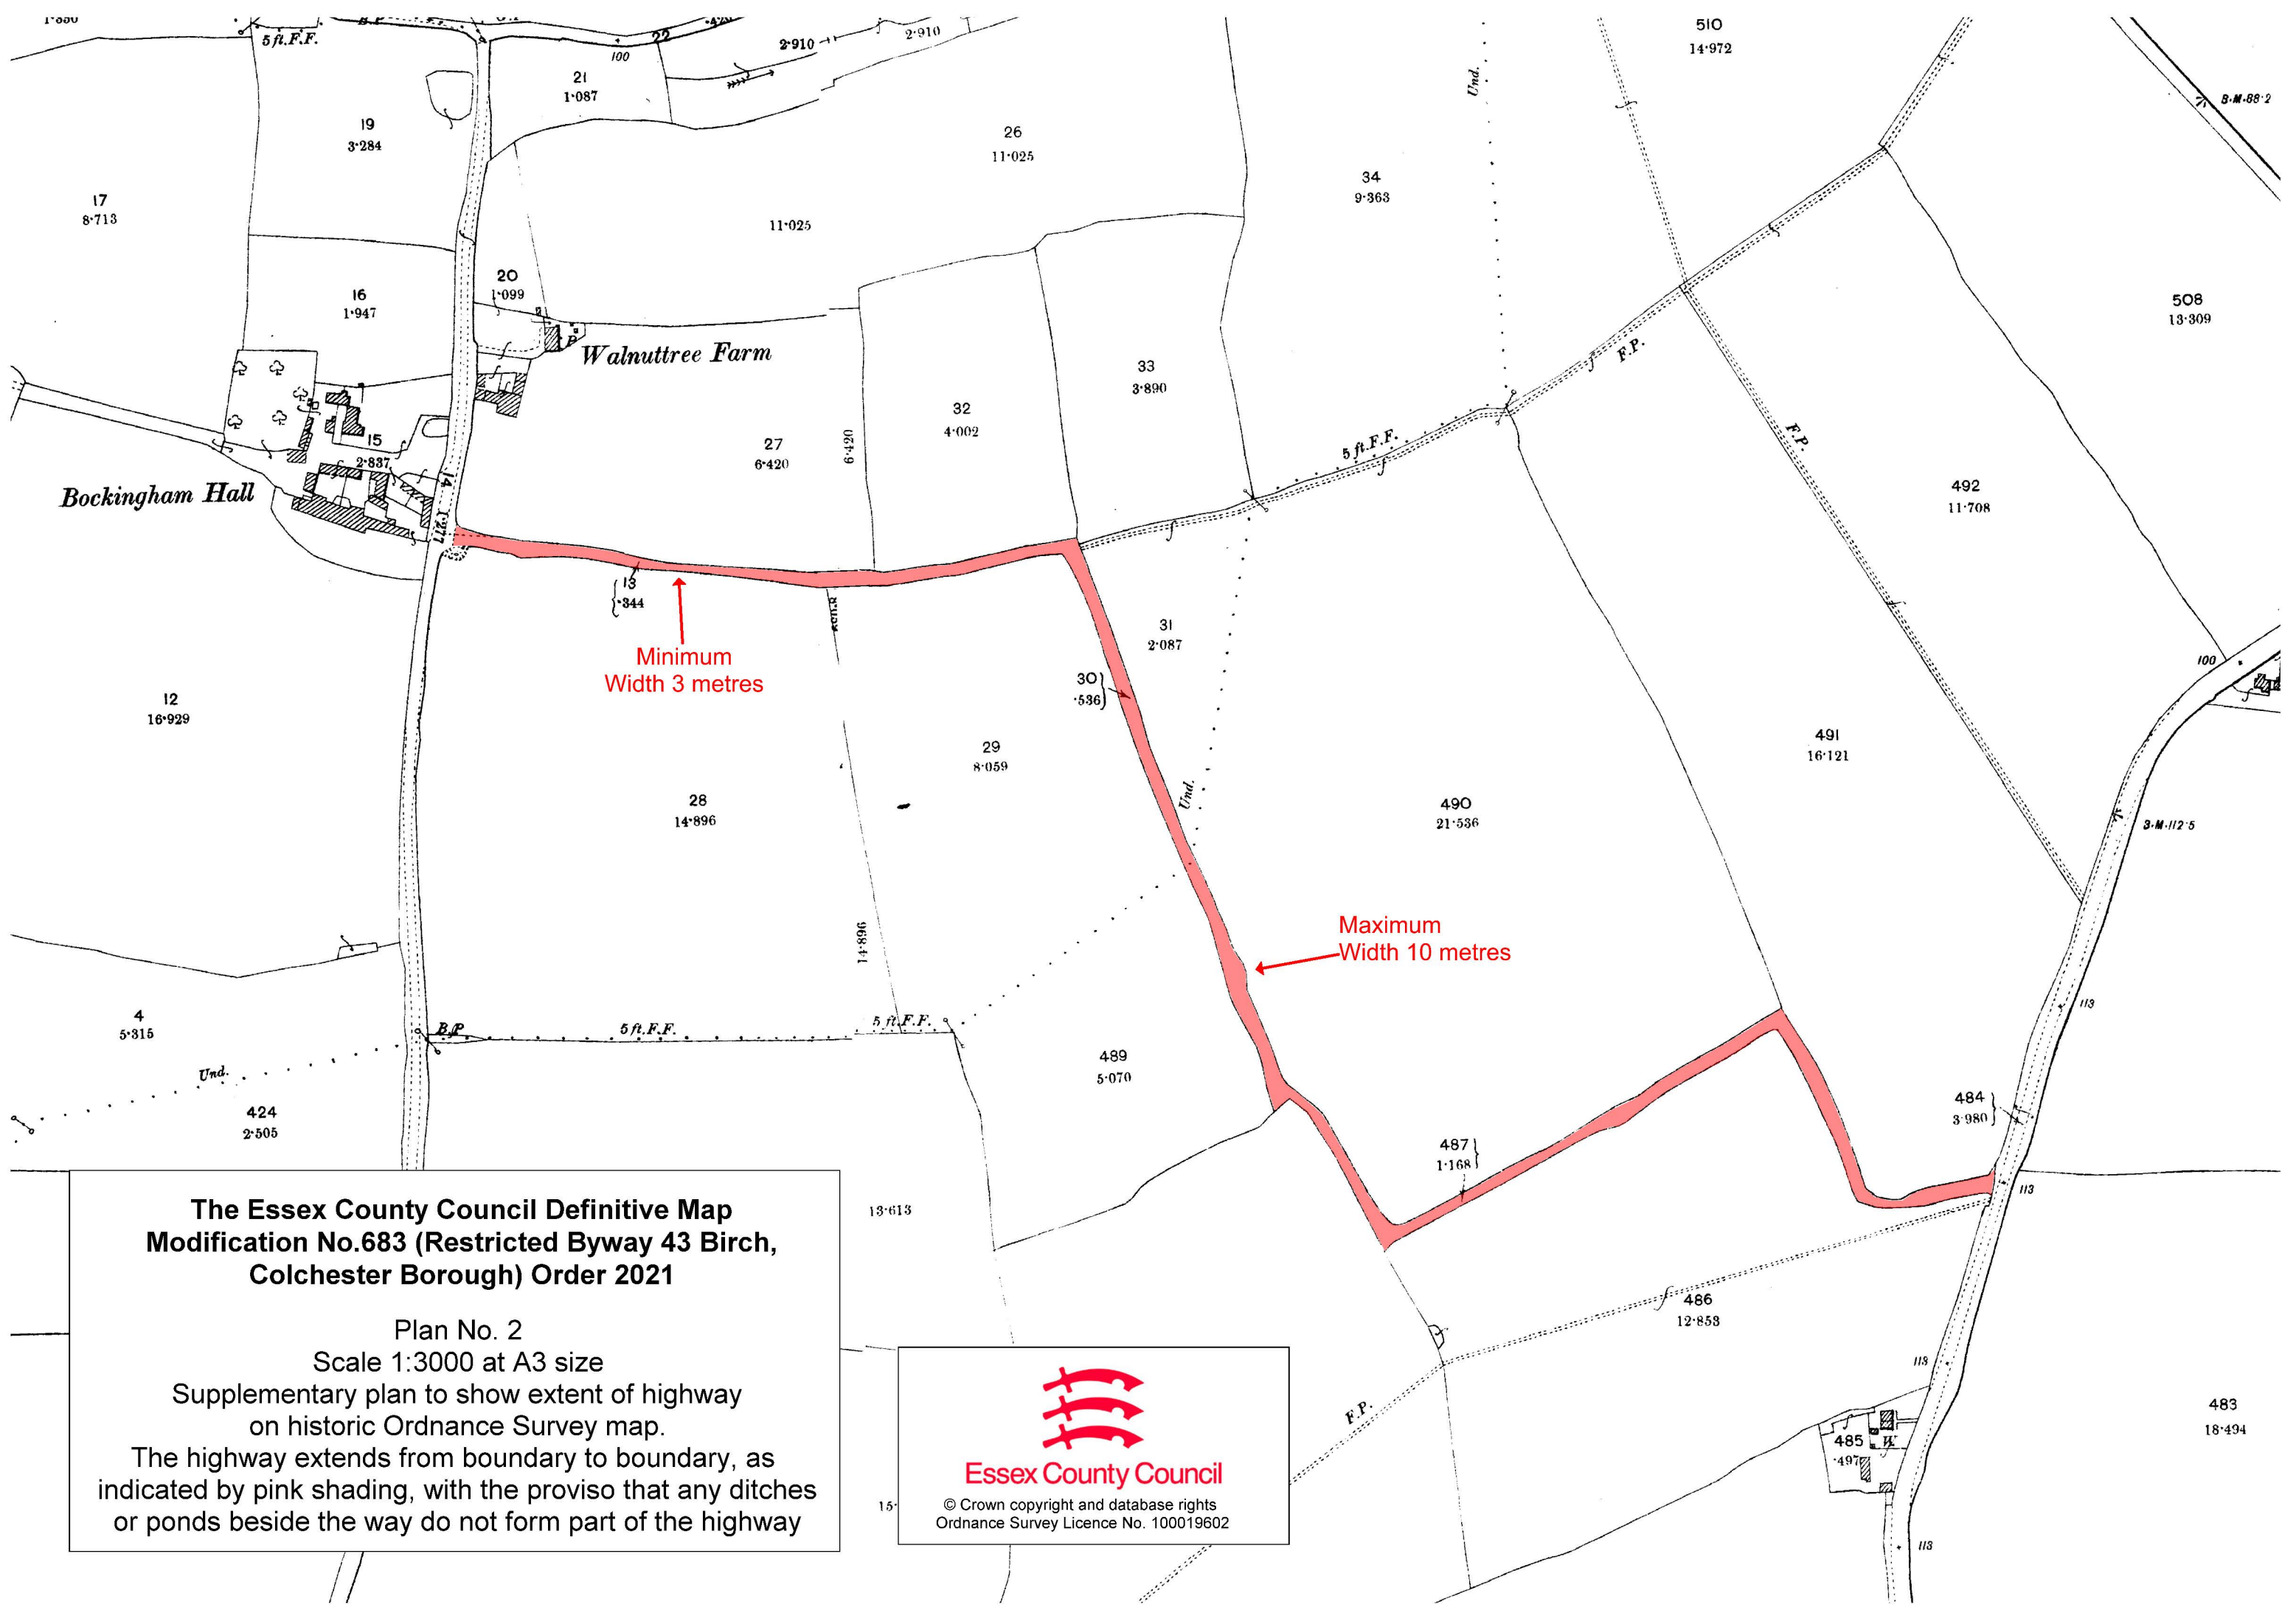 5 ft. F.F.
B.P.
22
100
2·910
2·910
21
1·087
19
3·284
17
8·713
16
1·947
20
1·099
P
Walnuttree Farm
26
11·025
11·025
34
9·363
Und.
510
14·972
B.M.88·2
508
13·309
33
3·890
32
4·002
27
6·420
6·420
15
2·837
14
1·777
Bockingham Hall
5 ft. F.F.
F.P.
F.P.
492
11·708
13
·344
Minimum
Width 3 metres
31
2·087
30
·536
12
16·929
29
8·059
28
14·896
14·896
Und.
490
21·536
491
16·121
100
B.M.112·5
Maximum
Width 10 metres
4
5·315
Und.
424
2·505
B.P.
5 ft. F.F.
5 ft. F.F.
489
5·070
113
484
3·980
487
1·168
113
13·613
486
12·853
F.P.
113
485
·497
W.
483
18·494
113
15·
The Essex County Council Definitive Map
Modification No.683 (Restricted Byway 43 Birch,
Colchester Borough) Order 2021
Plan No. 2
Scale 1:3000 at A3 size
Supplementary plan to show extent of highway
on historic Ordnance Survey map.
The highway extends from boundary to boundary, as
indicated by pink shading, with the proviso that any ditches
or ponds beside the way do not form part of the highway
Essex County Council
© Crown copyright and database rights
Ordnance Survey Licence No. 100019602